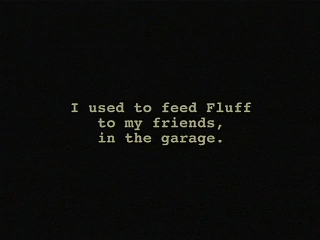 I used to feed Fluff
to my friends,
in the garage.